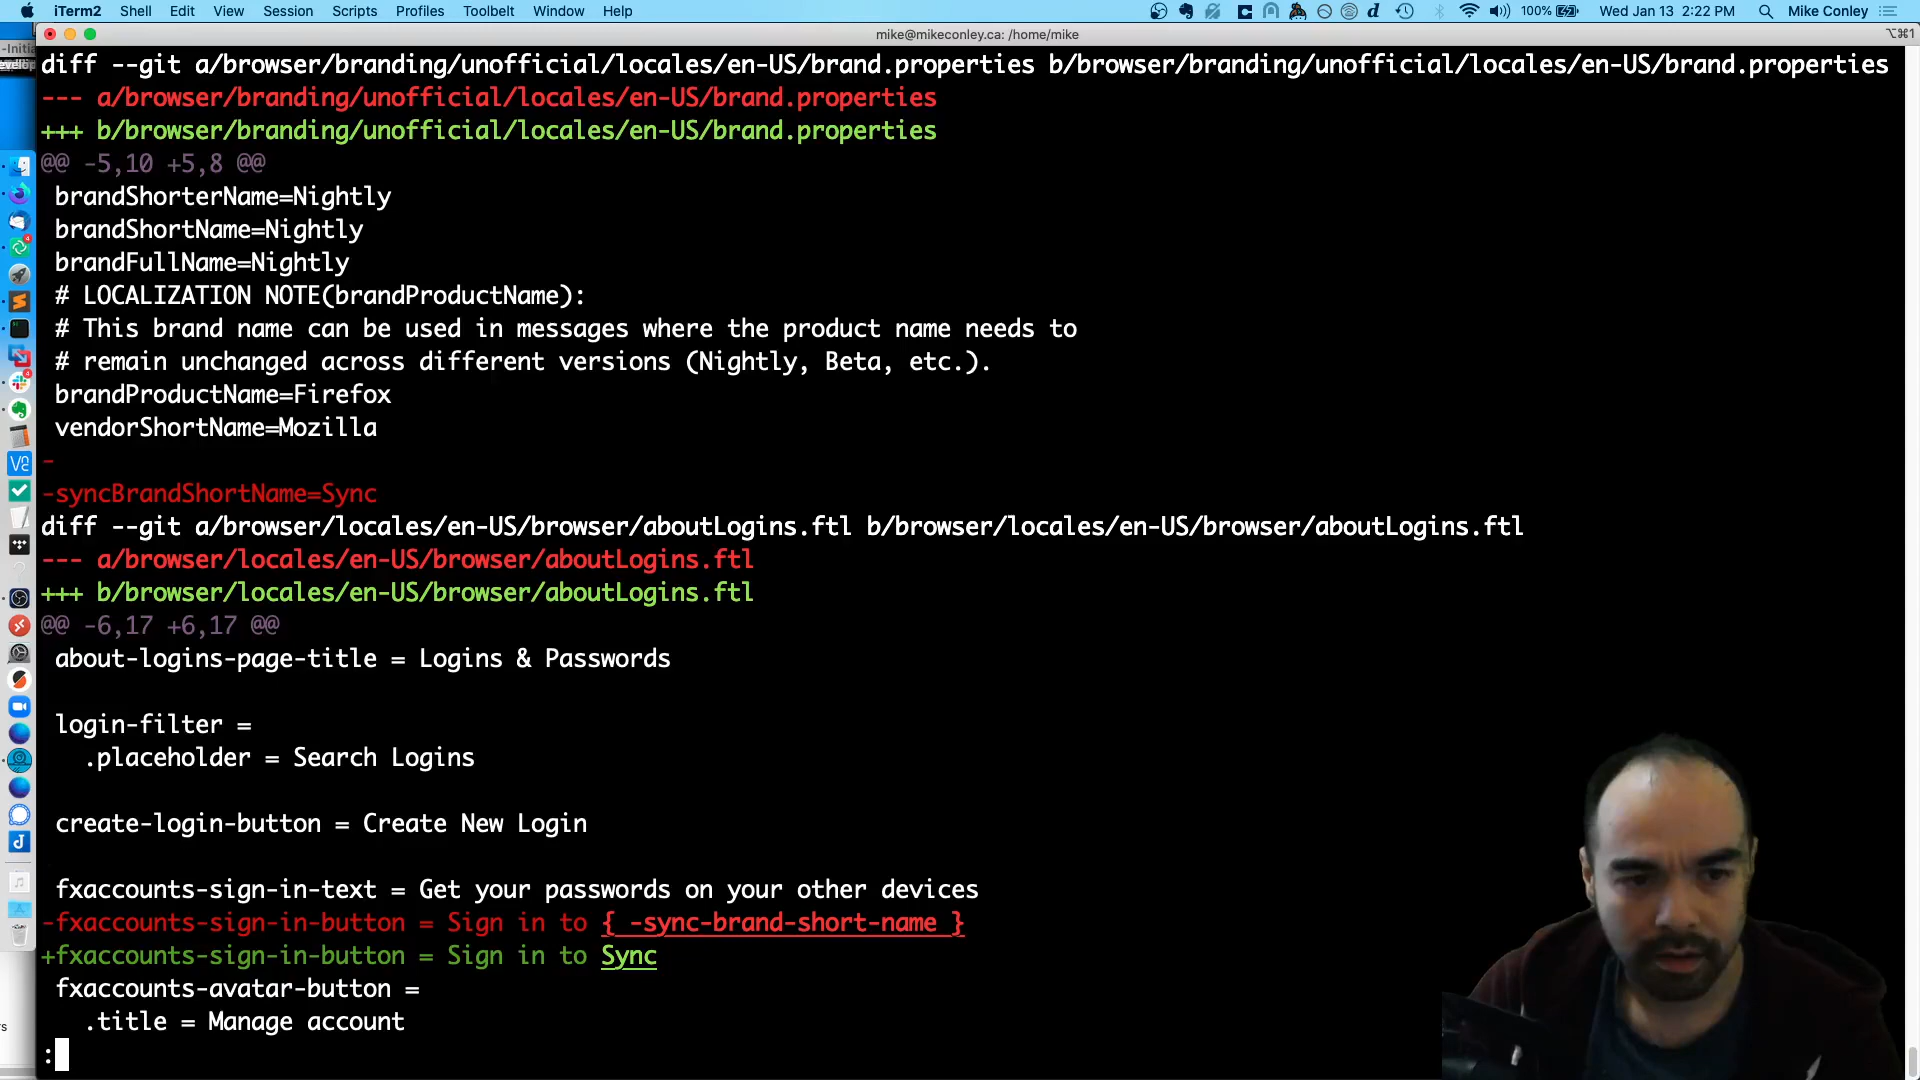 iTerm2 Shell Edit View Session Scripts Profiles Toolbelt Window Help 100% Wed Jan 13 2:22 PM Mike Conley
mike@mikeconley.ca: /home/mike
⌥⌘1
diff --git a/browser/branding/unofficial/locales/en-US/brand.properties b/browser/branding/unofficial/locales/en-US/brand.properties
--- a/browser/branding/unofficial/locales/en-US/brand.properties
+++ b/browser/branding/unofficial/locales/en-US/brand.properties
@@ -5,10 +5,8 @@
brandShorterName=Nightly
brandShortName=Nightly
brandFullName=Nightly
# LOCALIZATION NOTE(brandProductName):
# This brand name can be used in messages where the product name needs to
# remain unchanged across different versions (Nightly, Beta, etc.).
brandProductName=Firefox
vendorShortName=Mozilla
-
-syncBrandShortName=Sync
diff --git a/browser/locales/en-US/browser/aboutLogins.ftl b/browser/locales/en-US/browser/aboutLogins.ftl
--- a/browser/locales/en-US/browser/aboutLogins.ftl
+++ b/browser/locales/en-US/browser/aboutLogins.ftl
@@ -6,17 +6,17 @@
about-logins-page-title = Logins & Passwords
login-filter =
.placeholder = Search Logins
create-login-button = Create New Login
fxaccounts-sign-in-text = Get your passwords on your other devices
-fxaccounts-sign-in-button = Sign in to { -sync-brand-short-name }
+fxaccounts-sign-in-button = Sign in to Sync
fxaccounts-avatar-button =
.title = Manage account
: